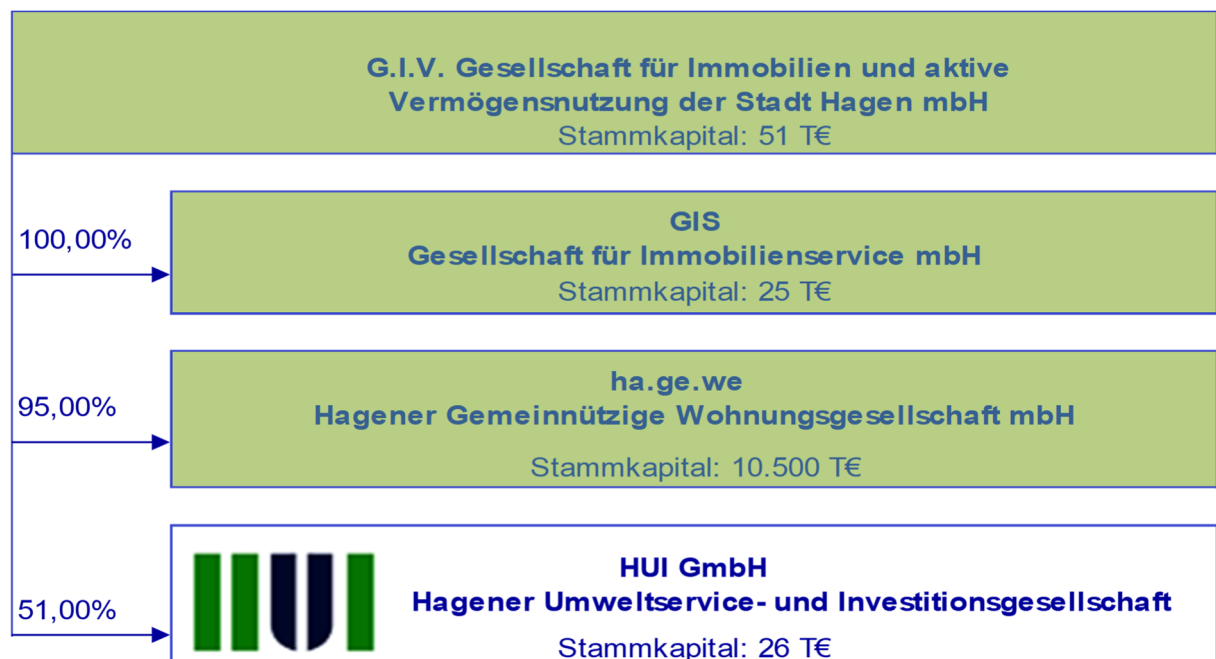 G.I.V. Gesellschaft für Immobilien und aktive
Vermögensnutzung der Stadt Hagen mbH
Stammkapital: 51 T€
100,00%
GIS
Gesellschaft für Immobilienservice mbH
Stammkapital: 25 T€
95,00%
ha.ge.we
Hagener Gemeinnützige Wohnungsgesellschaft mbH
Stammkapital: 10.500 T€
51,00%
HUI
HUI GmbH
Hagener Umweltservice- und Investitionsgesellschaft
Stammkapital: 26 T€